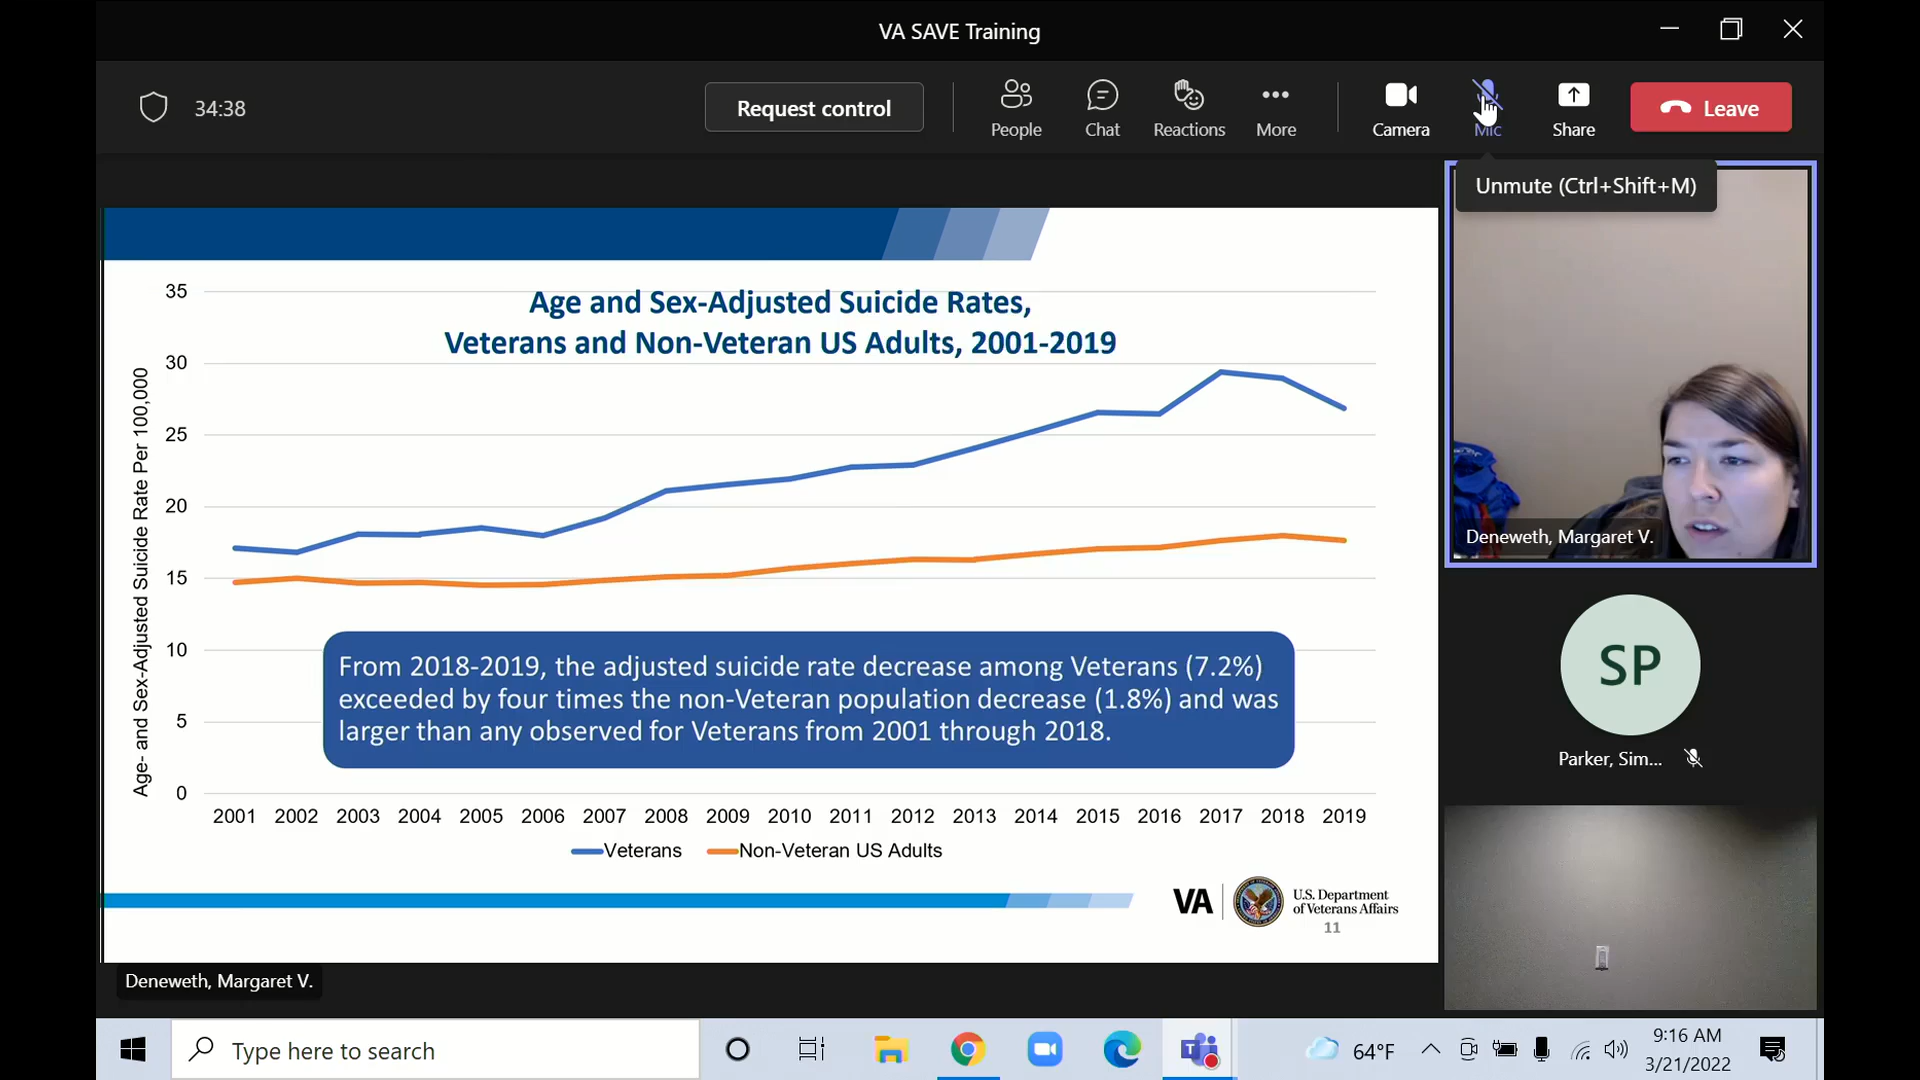 VA SAVE Training
34:38
Request control
People
Chat
Reactions
More
Camera
Mic
Share
Leave
Unmute (Ctrl+Shift+M)
Age and Sex-Adjusted Suicide Rates,
Veterans and Non-Veteran US Adults, 2001-2019
Age- and Sex-Adjusted Suicide Rate Per 100,000
35
30
25
20
15
10
5
0
From 2018-2019, the adjusted suicide rate decrease among Veterans (7.2%)
exceeded by four times the non-Veteran population decrease (1.8%) and was
larger than any observed for Veterans from 2001 through 2018.
2001 2002 2003 2004 2005 2006 2007 2008 2009 2010 2011 2012 2013 2014 2015 2016 2017 2018 2019
Veterans Non-Veteran US Adults
VA
U.S. Department
of Veterans Affairs
11
Deneweth, Margaret V.
Deneweth, Margaret V.
SP
Parker, Sim...
Type here to search
64°F
9:16 AM
3/21/2022